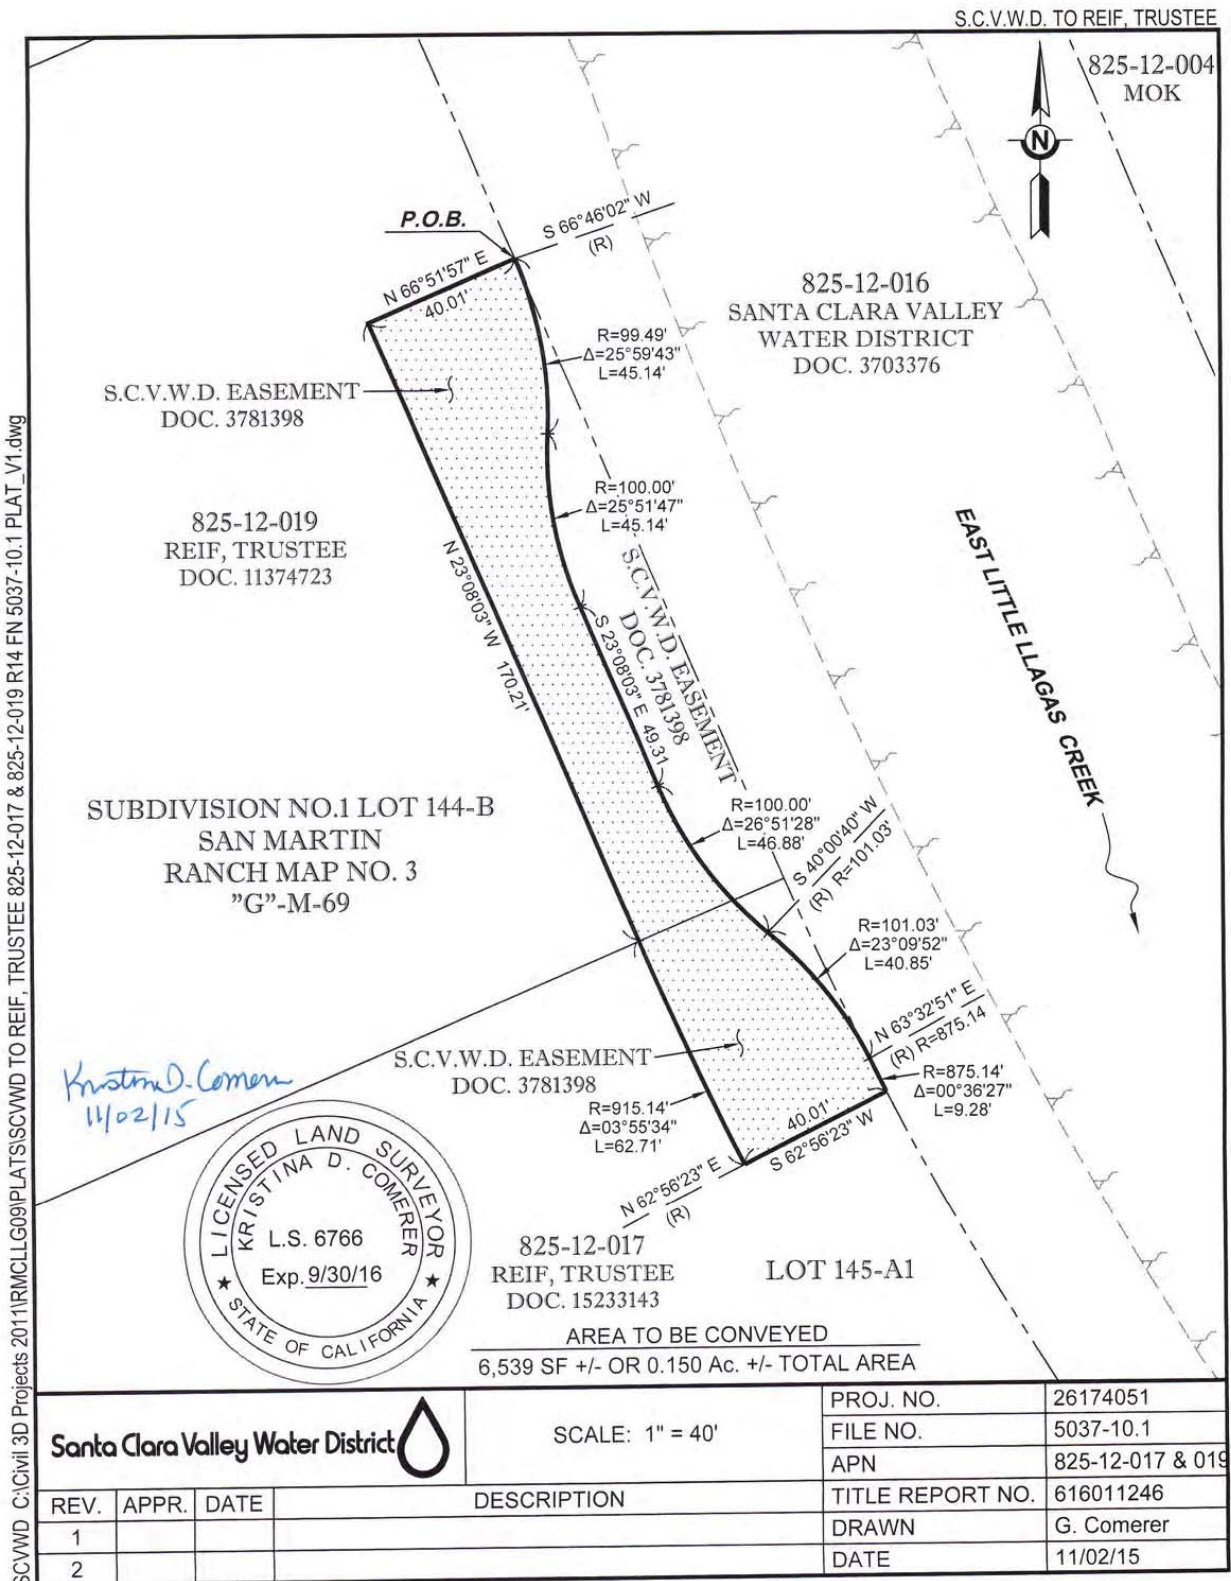 S.C.V.W.D. TO REIF, TRUSTEE
825-12-004
MOK
N
P.O.B.
S 66°46'02" W
(R)
N 66°51'57" E
40.01'
825-12-016
SANTA CLARA VALLEY
WATER DISTRICT
DOC. 3703376
R=99.49'
Δ=25°59'43"
L=45.14'
S.C.V.W.D. EASEMENT
DOC. 3781398
R=100.00'
Δ=25°51'47"
L=45.14'
825-12-019
REIF, TRUSTEE
DOC. 11374723
N 23°08'03" W 170.21'
S.C.V.W.D. EASEMENT
DOC. 3781398
S 23°08'03" E 49.31'
EAST LITTLE LLAGAS CREEK
SUBDIVISION NO.1 LOT 144-B
SAN MARTIN
RANCH MAP NO. 3
"G"-M-69
R=100.00'
Δ=26°51'28"
L=46.88'
S 40°00'40" W
(R) R=101.03'
R=101.03'
Δ=23°09'52"
L=40.85'
N 63°32'51" E
(R) R=875.14
S.C.V.W.D. EASEMENT
DOC. 3781398
R=875.14'
Δ=00°36'27"
L=9.28'
R=915.14'
Δ=03°55'34"
L=62.71'
40.01'
S 62°56'23" W
N 62°56'23" E
(R)
Kristina D. Comerer
11/02/15
LICENSED LAND SURVEYOR
KRISTINA D. COMERER
L.S. 6766
Exp. 9/30/16
STATE OF CALIFORNIA
825-12-017
REIF, TRUSTEE
DOC. 15233143
LOT 145-A1
AREA TO BE CONVEYED
6,539 SF +/- OR 0.150 Ac. +/- TOTAL AREA
SCVWD C:\Civil 3D Projects 2011\RMCLLG09\PLATS\SCVWD TO REIF, TRUSTEE 825-12-017 & 825-12-019 R14 FN 5037-10.1 PLAT_V1.dwg
Santa Clara Valley Water District
SCALE: 1" = 40'
PROJ. NO. 26174051
FILE NO. 5037-10.1
APN 825-12-017 & 019
REV. APPR. DATE DESCRIPTION
TITLE REPORT NO. 616011246
1
DRAWN G. Comerer
2
DATE 11/02/15